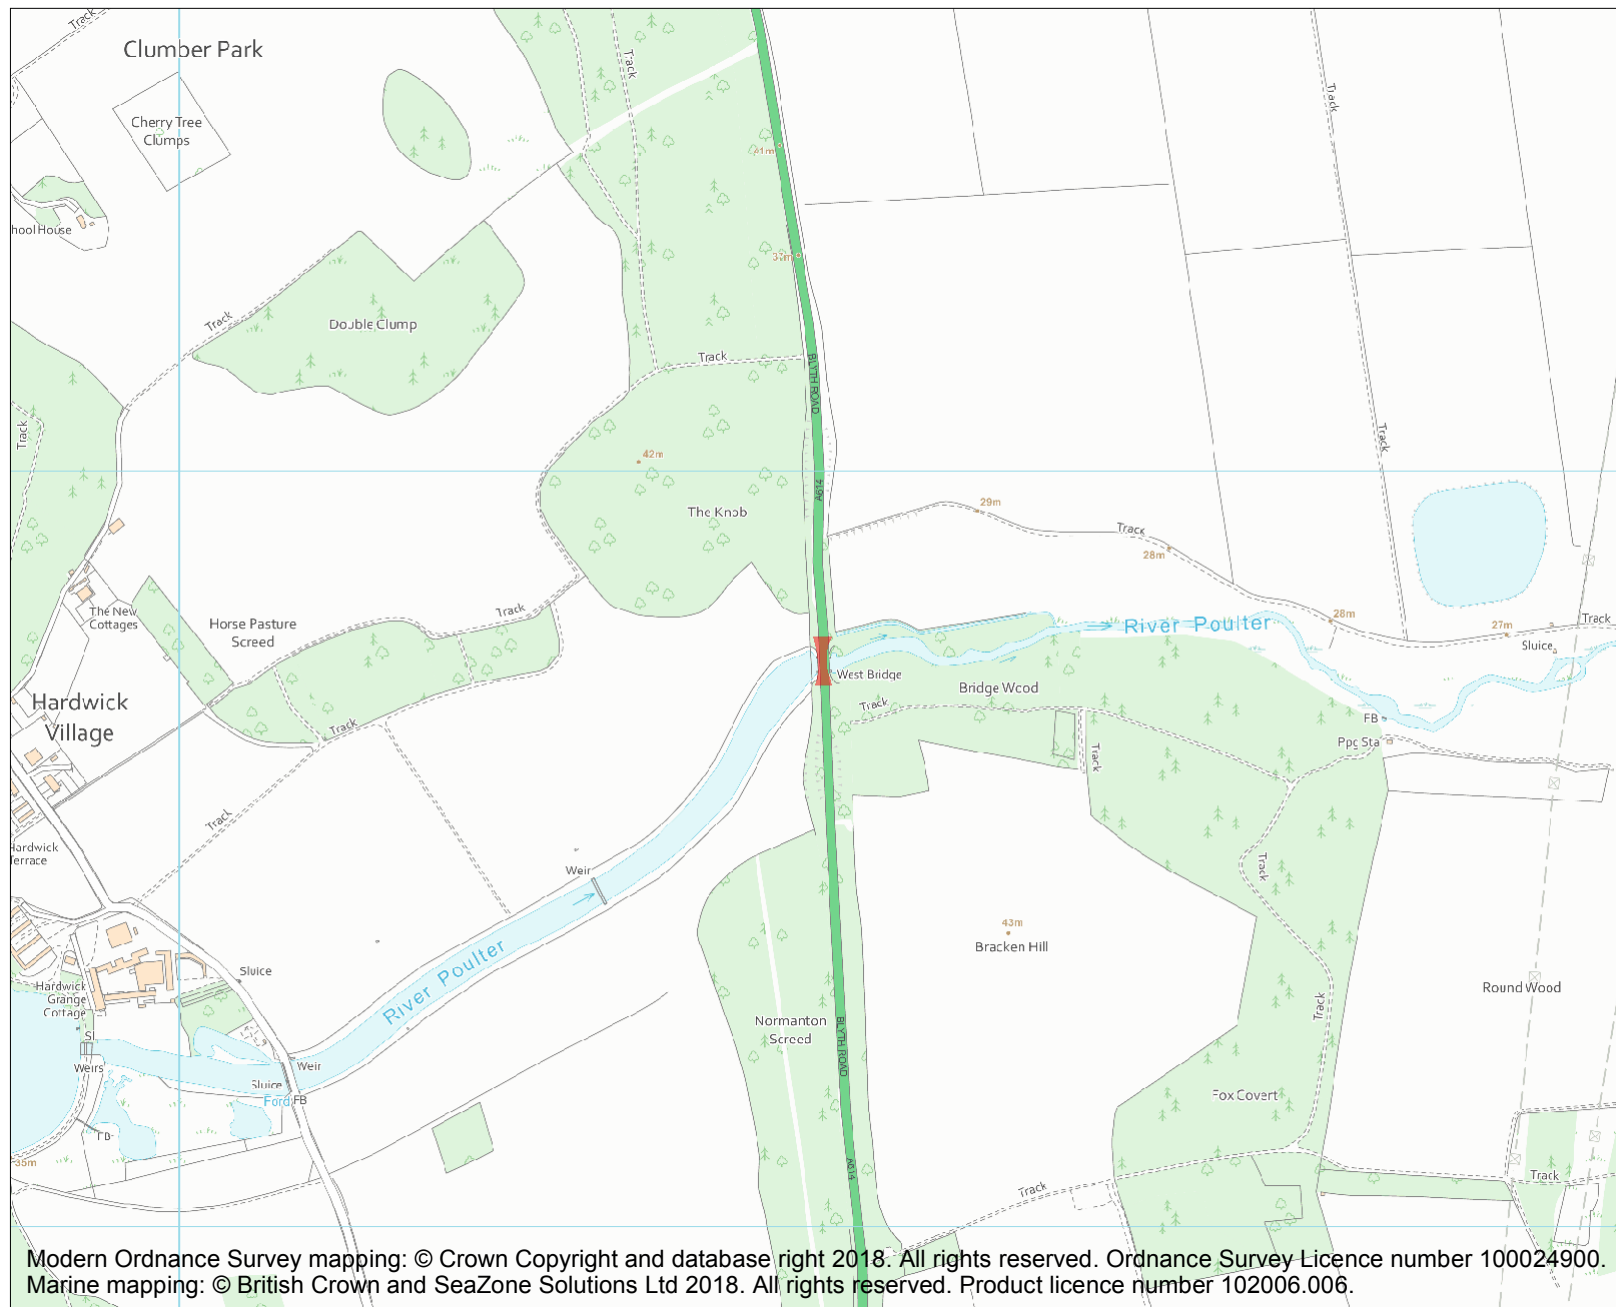 Track
Clumber Park
Track
Cherry Tree
Clumps
Track
41m
School House
37m
Track
Double Clump
Track
BLYTH ROAD
Track
Track
42m
A614
The Knob
29m
Track
28m
The New
Cottages
Horse Pasture
Screed
Track
River Poulter
28m
27m
Track
Sluice
West Bridge
Bridge Wood
Hardwick
Village
Track
Track
FB
Ppg Sta
Track
Track
Hardwick
Terrace
Weir
Track
43m
Bracken Hill
River Poulter
Sluice
Hardwick
Grange
Cottage
Round Wood
Track
Normanton
Screed
BLYTH ROAD
Sl
Weirs
Weir
Sluice
Ford
FB
Fox Covert
FB
35m
A614
Track
Track
Modern Ordnance Survey mapping: © Crown Copyright and database right 2018. All rights reserved. Ordnance Survey Licence number 100024900.
Marine mapping: © British Crown and SeaZone Solutions Ltd 2018. All rights reserved. Product licence number 102006.006.